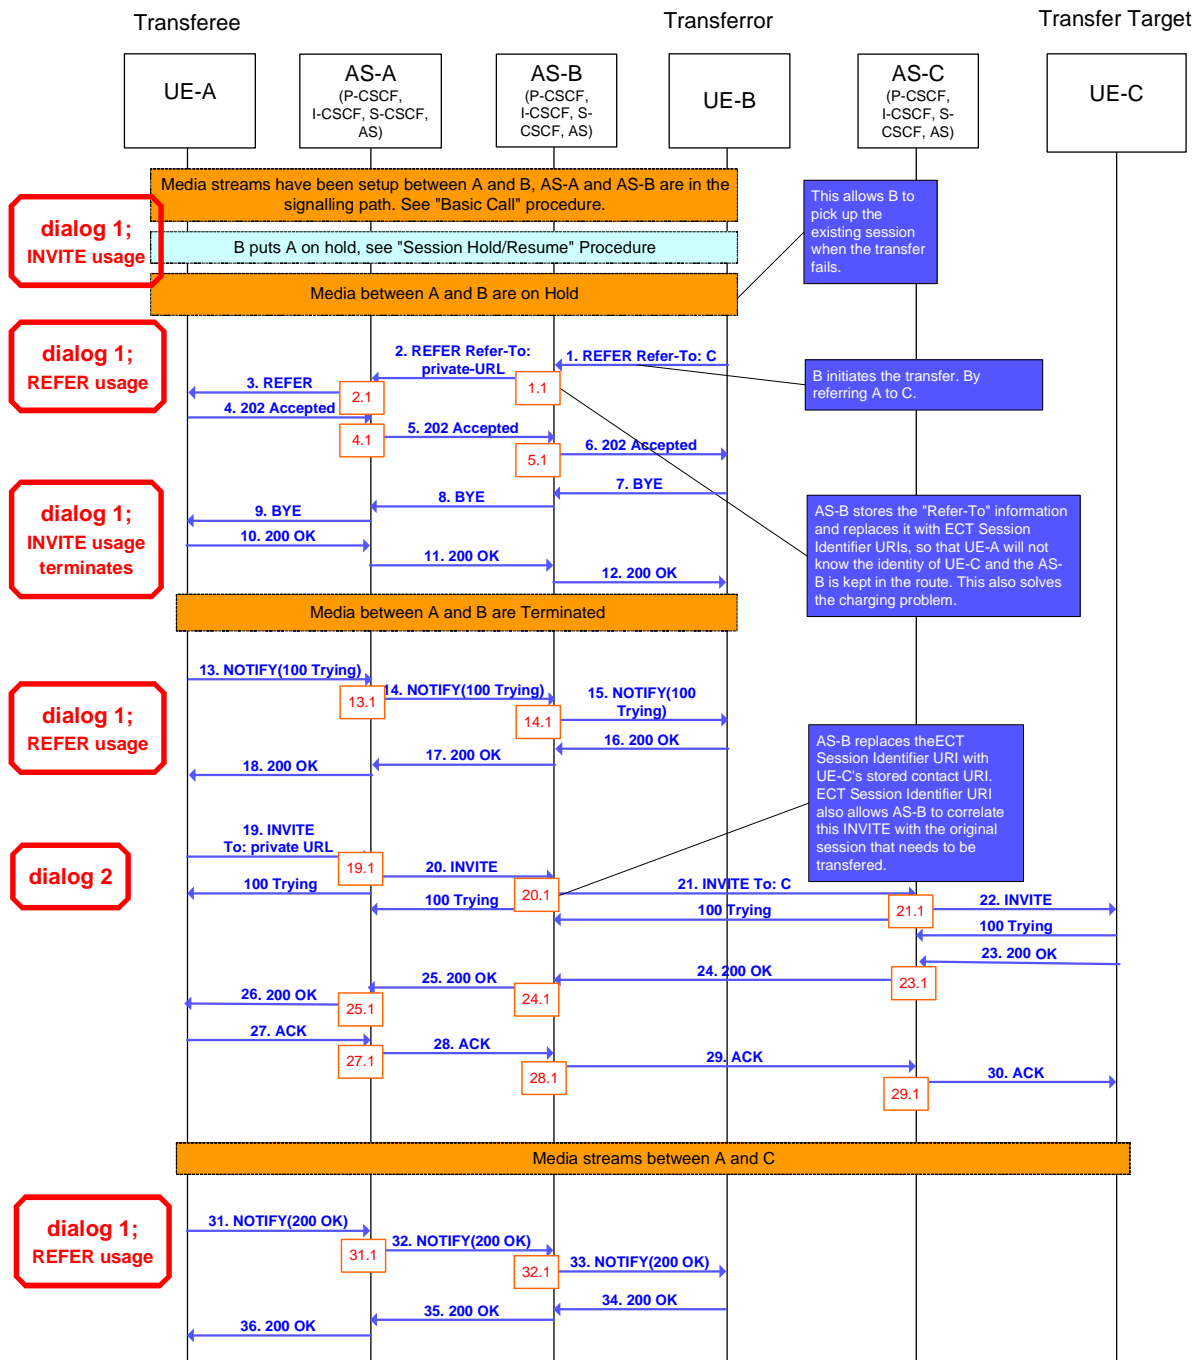 Transferee
Transferror
Transfer Target
UE-A
AS-A
(P-CSCF,
I-CSCF, S-CSCF,
AS)
AS-B
(P-CSCF,
I-CSCF, S-
CSCF, AS)
UE-B
AS-C
(P-CSCF,
I-CSCF, S-
CSCF, AS)
UE-C
Media streams have been setup between A and B, AS-A and AS-B are in the
signalling path. See "Basic Call" procedure.
This allows B to
pick up the
existing session
when the transfer
fails.
dialog 1;
INVITE usage
B puts A on hold, see "Session Hold/Resume" Procedure
Media between A and B are on Hold
dialog 1;
REFER usage
2. REFER Refer-To:
private-URL
1. REFER Refer-To: C
3. REFER
2.1
1.1
B initiates the transfer. By
referring A to C.
4. 202 Accepted
4.1
5. 202 Accepted
5.1
6. 202 Accepted
dialog 1;
INVITE usage
terminates
7. BYE
8. BYE
9. BYE
10. 200 OK
11. 200 OK
12. 200 OK
AS-B stores the "Refer-To" information
and replaces it with ECT Session
Identifier URIs, so that UE-A will not
know the identity of UE-C and the AS-
B is kept in the route. This also solves
the charging problem.
Media between A and B are Terminated
13. NOTIFY(100 Trying)
13.1
14. NOTIFY(100 Trying)
14.1
15. NOTIFY(100
Trying)
dialog 1;
REFER usage
16. 200 OK
17. 200 OK
18. 200 OK
AS-B replaces theECT
Session Identifier URI with
UE-C's stored contact URI.
ECT Session Identifier URI
also allows AS-B to correlate
this INVITE with the original
session that needs to be
transfered.
dialog 2
19. INVITE
To: private URL
19.1
20. INVITE
100 Trying
20.1
21. INVITE To: C
100 Trying
21.1
22. INVITE
100 Trying
100 Trying
23. 200 OK
23.1
24. 200 OK
24.1
25. 200 OK
25.1
26. 200 OK
27. ACK
27.1
28. ACK
28.1
29. ACK
29.1
30. ACK
Media streams between A and C
dialog 1;
REFER usage
31. NOTIFY(200 OK)
31.1
32. NOTIFY(200 OK)
32.1
33. NOTIFY(200 OK)
34. 200 OK
35. 200 OK
36. 200 OK